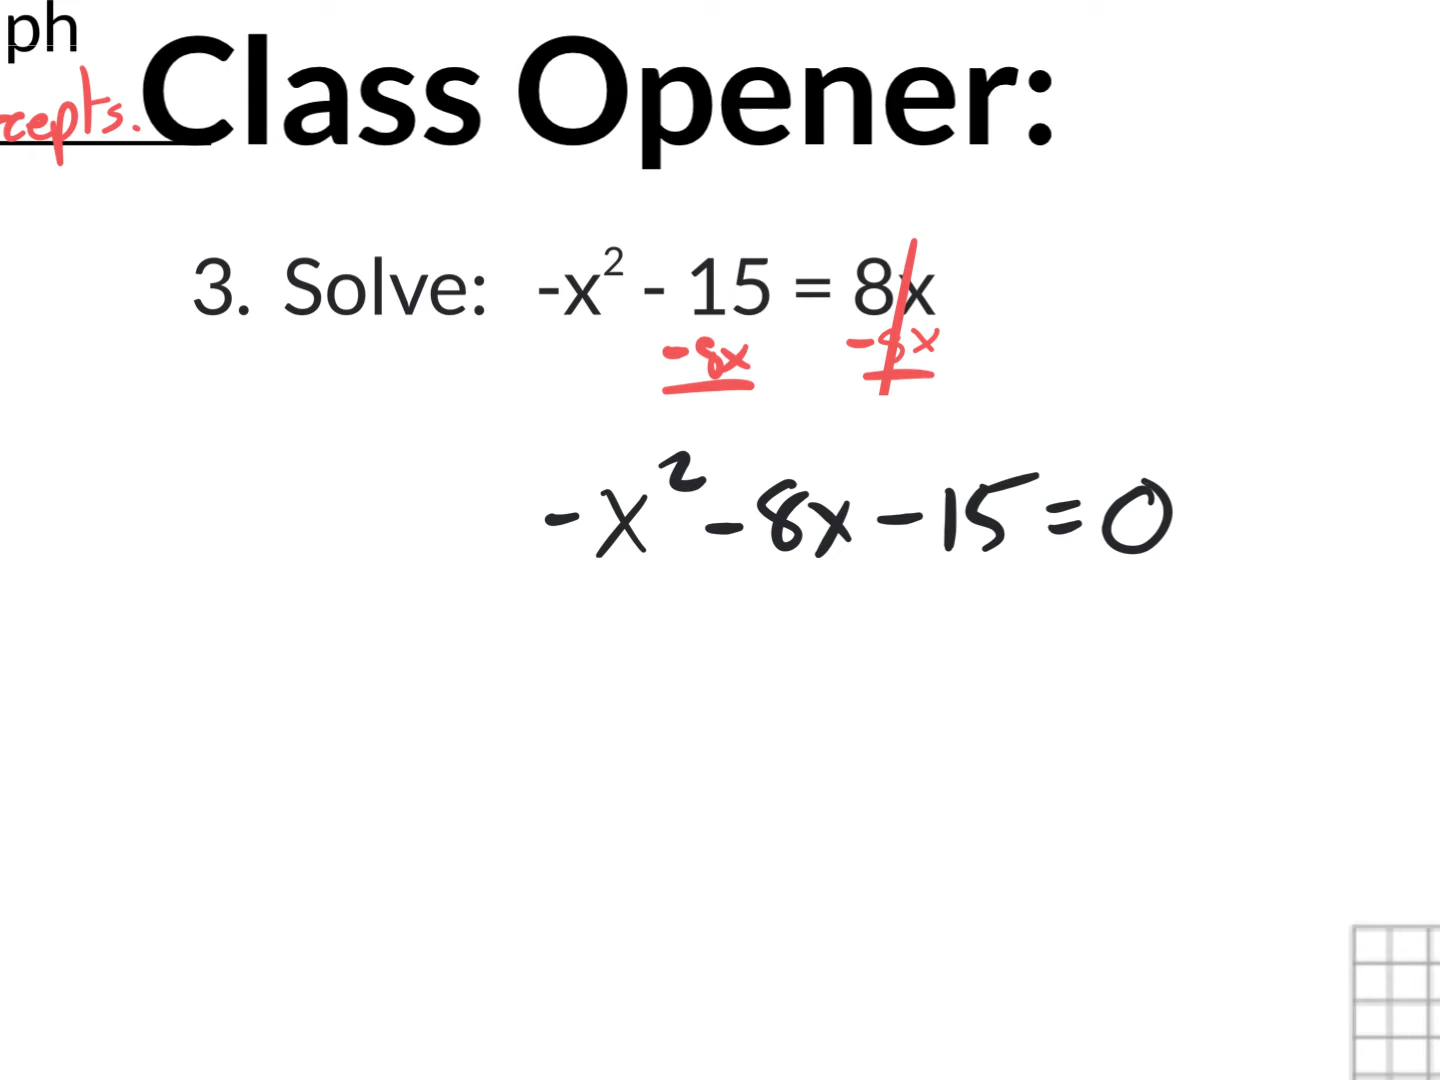 ph
cepts.
Class Opener:
3. Solve: -x² - 15 = 8x
-8x -8x
-x² - 8x - 15 = 0